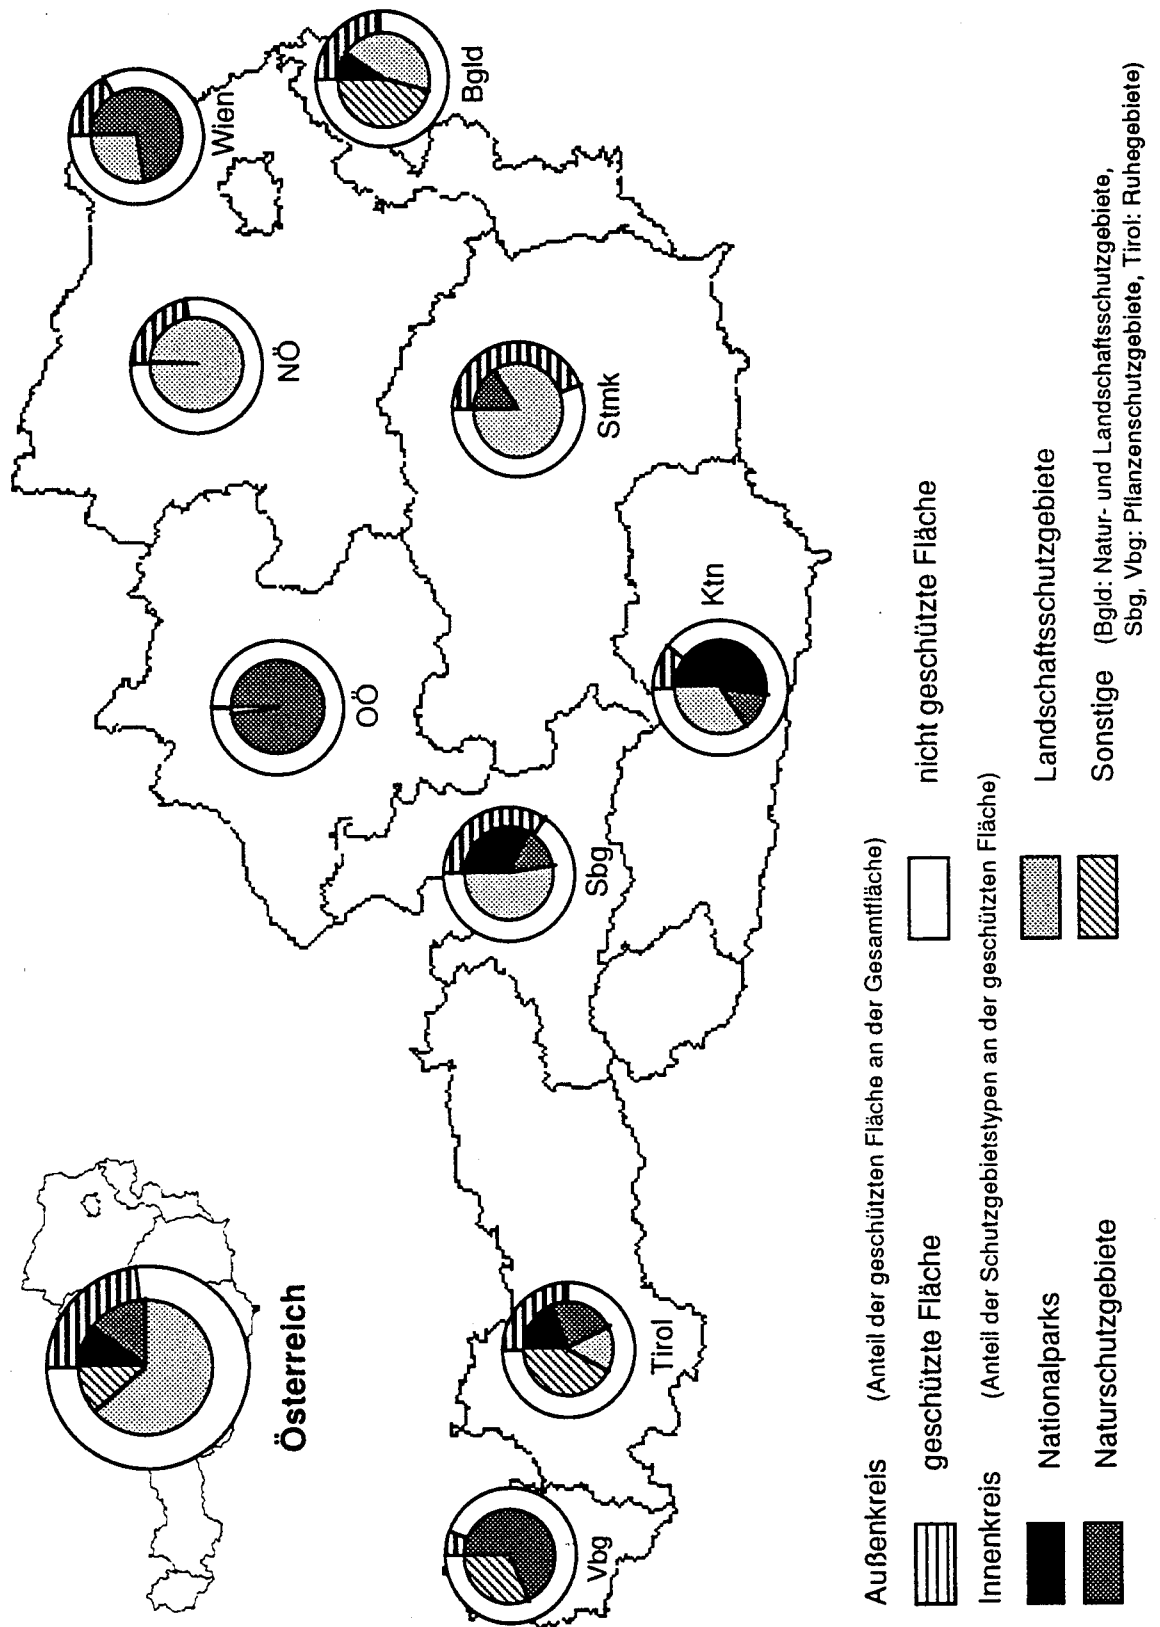 Österreich
Wien
Bgld
NÖ
OÖ
Stmk
Sbg
Ktn
Tirol
Vbg
Außenkreis (Anteil der geschützten Fläche an der Gesamtfläche)
geschützte Fläche
nicht geschützte Fläche
Innenkreis (Anteil der Schutzgebietstypen an der geschützten Fläche)
Nationalparks
Landschaftsschutzgebiete
Naturschutzgebiete
Sonstige (Bgld: Natur- und Landschaftsschutzgebiete,
Sbg, Vbg: Pflanzenschutzgebiete, Tirol: Ruhegebiete)